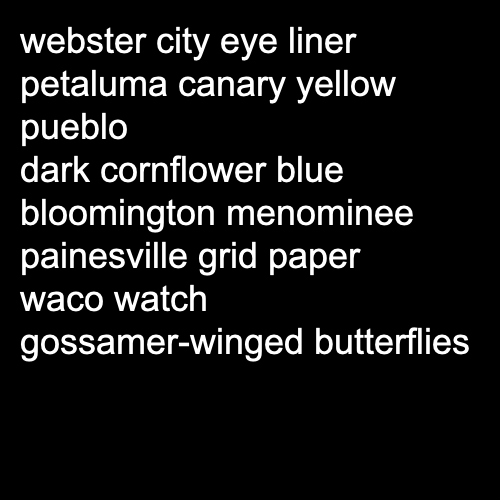 webster city eye liner
petaluma canary yellow
pueblo
dark cornflower blue
bloomington menominee
painesville grid paper
waco watch
gossamer-winged butterflies